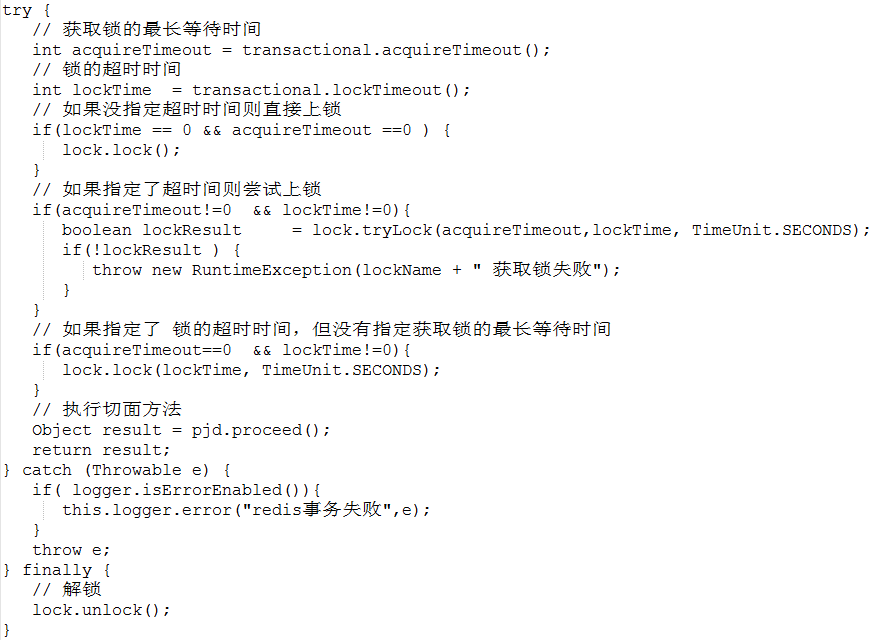 try {
// 获取锁的最长等待时间
int acquireTimeout = transactional.acquireTimeout();
// 锁的超时时间
int lockTime  = transactional.lockTimeout();
// 如果没指定超时时间则直接上锁
if(lockTime == 0 && acquireTimeout ==0 ) {
lock.lock();
}
// 如果指定了超时间则尝试上锁
if(acquireTimeout!=0  && lockTime!=0){
boolean lockResult     = lock.tryLock(acquireTimeout,lockTime, TimeUnit.SECONDS);
if(!lockResult ) {
throw new RuntimeException(lockName + " 获取锁失败");
}
}
// 如果指定了 锁的超时时间，但没有指定获取锁的最长等待时间
if(acquireTimeout==0  && lockTime!=0){
lock.lock(lockTime, TimeUnit.SECONDS);
}
// 执行切面方法
Object result = pjd.proceed();
return result;
} catch (Throwable e) {
if( logger.isErrorEnabled()){
this.logger.error("redis事务失败",e);
}
throw e;
} finally {
// 解锁
lock.unlock();
}